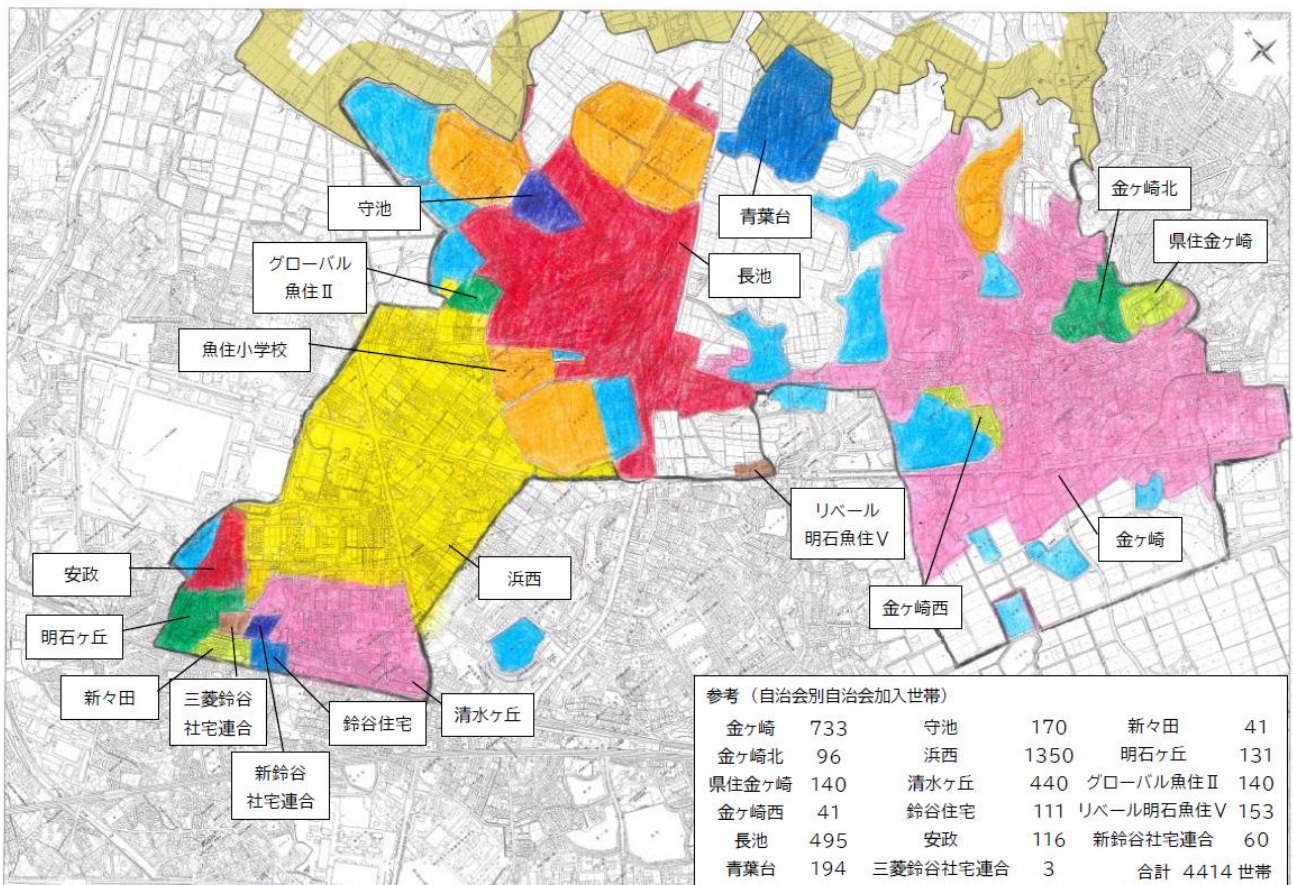 金ヶ崎北
守池
青葉台
県住金ヶ崎
グローバル
魚住Ⅱ
長池
魚住小学校
リベール
明石魚住Ⅴ
金ヶ崎
安政
浜西
金ヶ崎西
明石ヶ丘
新々田
三菱鈴谷
社宅連合
鈴谷住宅
清水ヶ丘
新鈴谷
社宅連合
参考 (自治会別自治会加入世帯)
金ヶ崎 733 守池 170 新々田 41
金ヶ崎北 96 浜西 1350 明石ヶ丘 131
県住金ヶ崎 140 清水ヶ丘 440 グローバル魚住Ⅱ 140
金ヶ崎西 41 鈴谷住宅 111 リベール明石魚住Ⅴ 153
長池 495 安政 116 新鈴谷社宅連合 60
青葉台 194 三菱鈴谷社宅連合 3 合計 4414 世帯